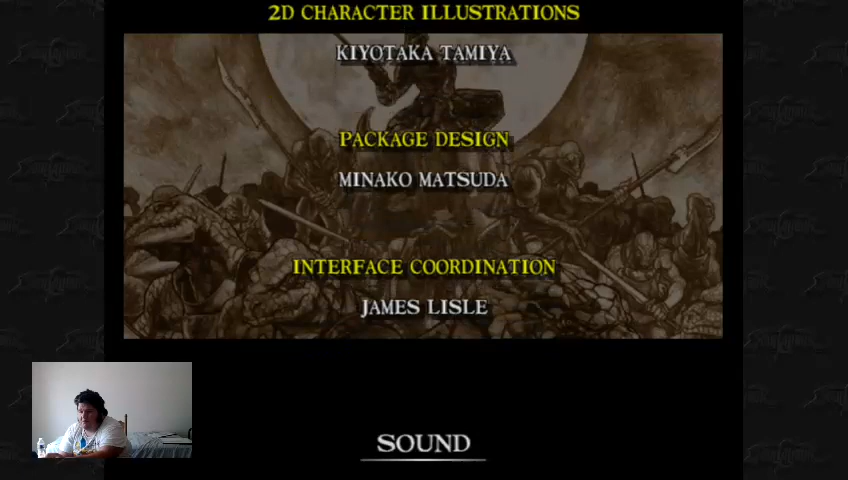 2D CHARACTER ILLUSTRATIONS
KIYOTAKA TAMIYA
PACKAGE DESIGN
MINAKO MATSUDA
INTERFACE COORDINATION
JAMES LISLE
SOUND